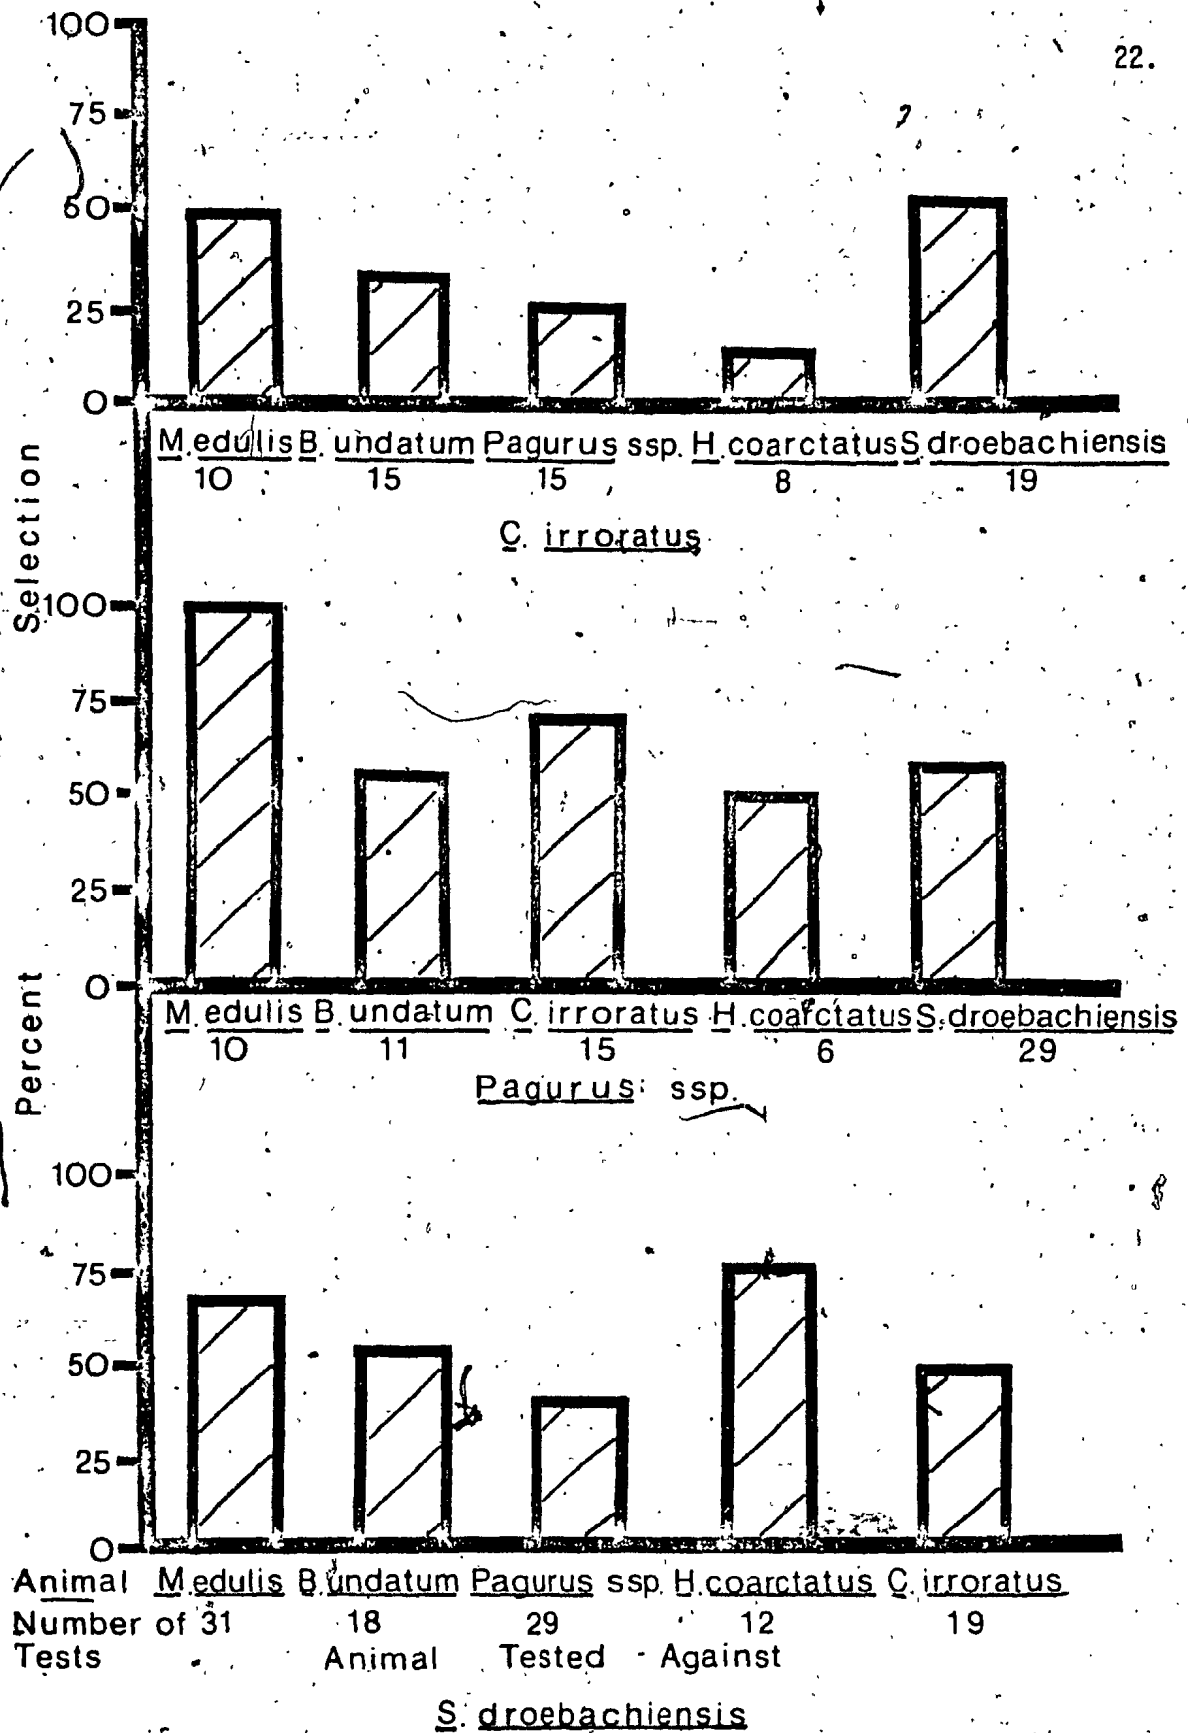 22.
100
75
50
25
0
M. edulis B. undatum Pagurus ssp. H. coarctatus S. droebachiensis
10 15 15 8 19
C. irroratus
Percent Selection
100
75
50
25
0
M. edulis B. undatum C. irroratus H. coarctatus S. droebachiensis
10 11 15 6 29
Pagurus ssp.
100
75
50
25
0
Animal M. edulis B. undatum Pagurus ssp. H. coarctatus C. irroratus
Number of 31 18 29 12 19
Tests Animal Tested Against
S. droebachiensis